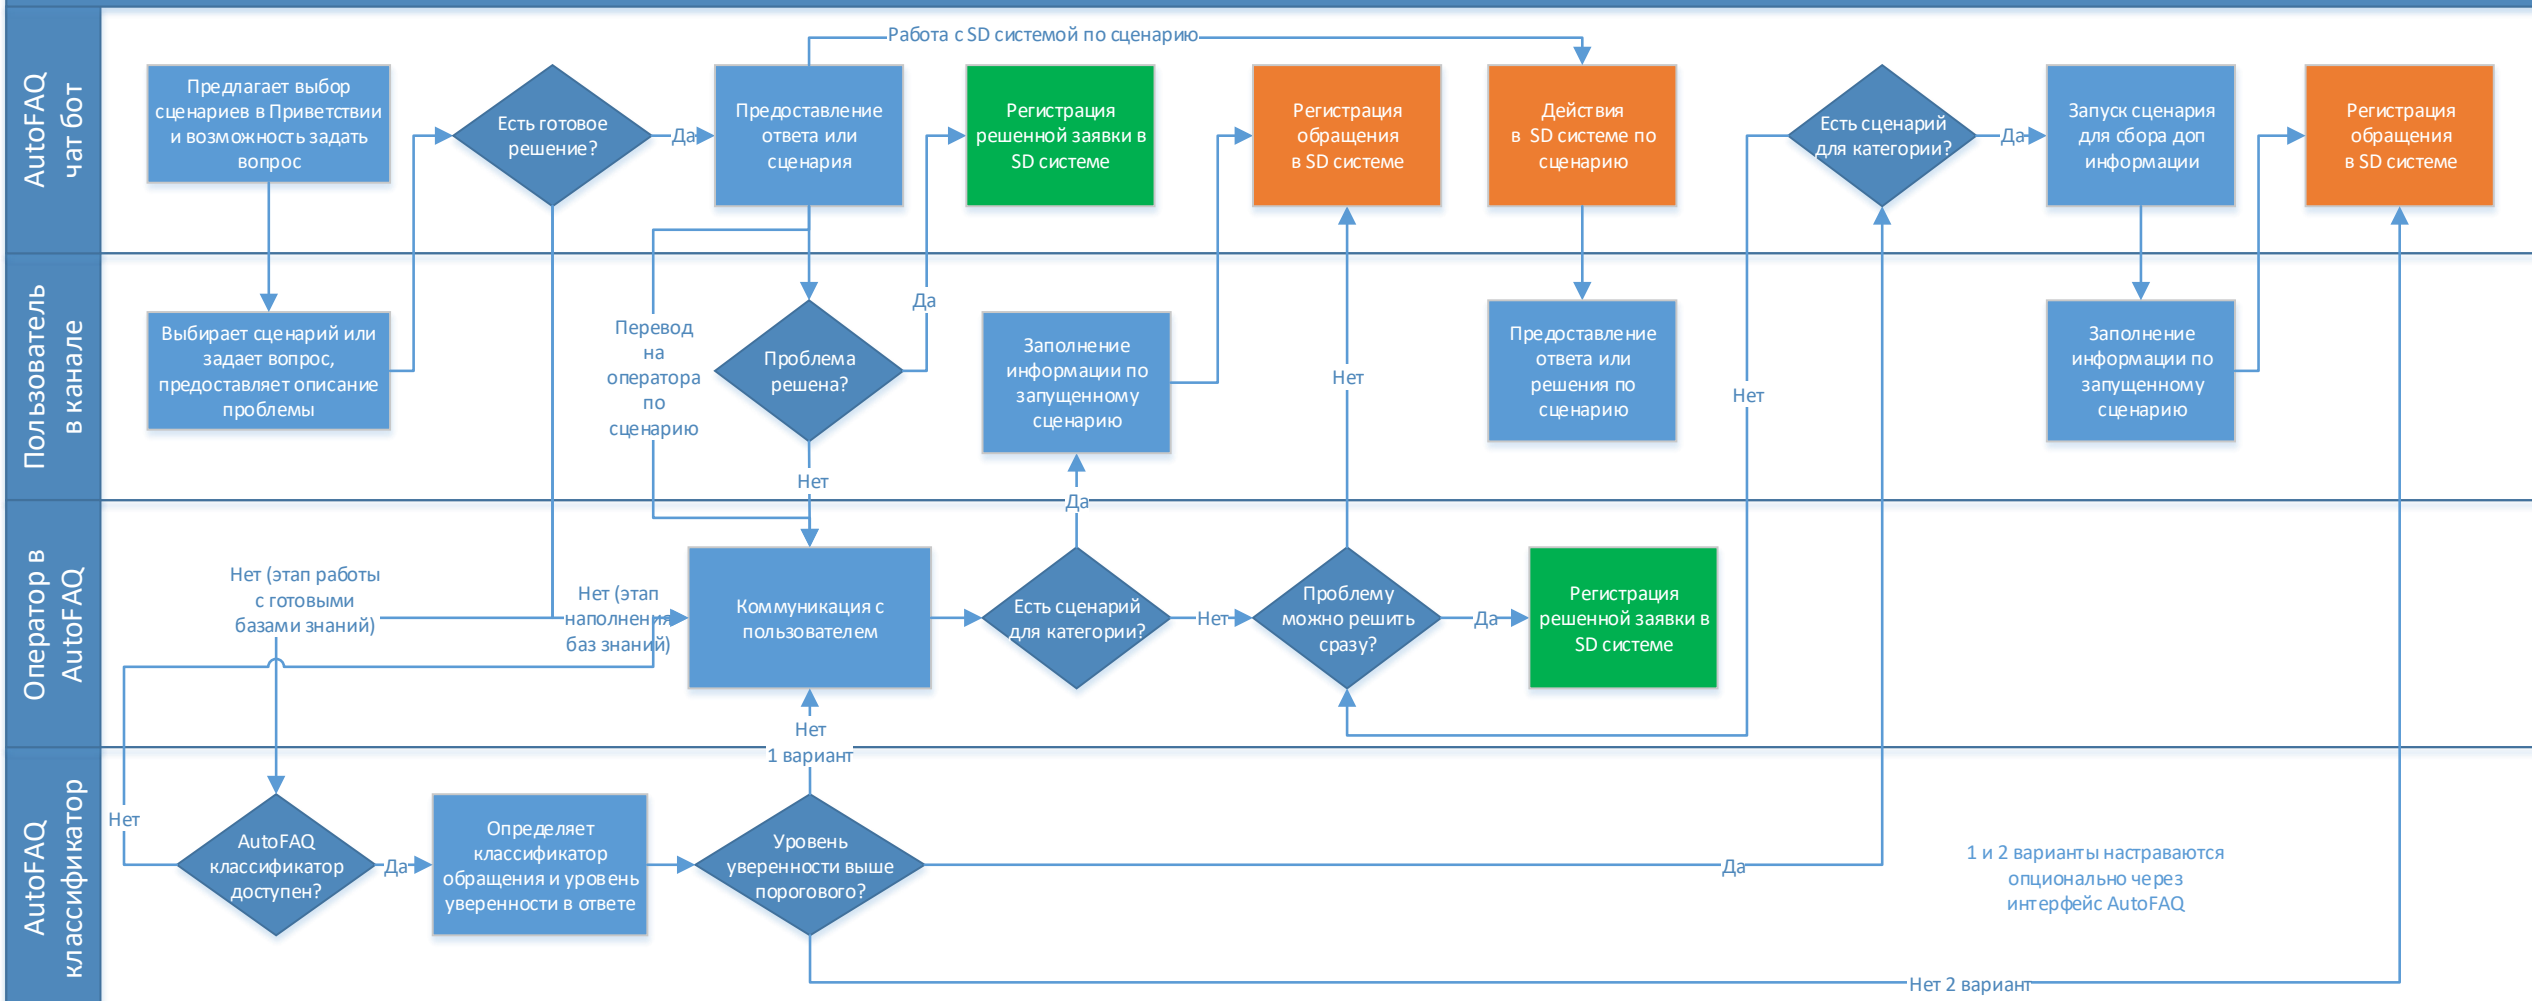 AutoFAQ
чат бот
Предлагает выбор
сценариев в Приветствии
и возможность задать
вопрос
Есть готовое
решение?
Да
Предоставление
ответа или
сценария
Работа с SD системой по сценарию
Регистрация
решенной заявки в
SD системе
Регистрация
обращения
в SD системе
Действия
в SD системе по
сценарию
Есть сценарий
для категории?
Да
Запуск сценария
для сбора доп
информации
Регистрация
обращения
в SD системе
Пользователь
в канале
Выбирает сценарий или
задает вопрос,
предоставляет описание
проблемы
Перевод
на
оператора
по
сценарию
Проблема
решена?
Да
Нет
Заполнение
информации по
запущенному
сценарию
Да
Нет
Предоставление
ответа или
решения по
сценарию
Нет
Заполнение
информации по
запущенному
сценарию
Оператор в
AutoFAQ
Нет (этап работы
с готовыми
базами знаний)
Нет (этап
наполнения
баз знаний)
Коммуникация с
пользователем
Есть сценарий
для категории?
Нет
Проблему
можно решить
сразу?
Да
Регистрация
решенной заявки в
SD системе
Нет
1 вариант
AutoFAQ
классификатор
Нет
AutoFAQ
классификатор
доступен?
Да
Определяет
классификатор
обращения и уровень
уверенности в ответе
Уровень
уверенности выше
порогового?
Да
1 и 2 варианты настраваются
опционально через
интерфейс AutoFAQ
Нет 2 вариант